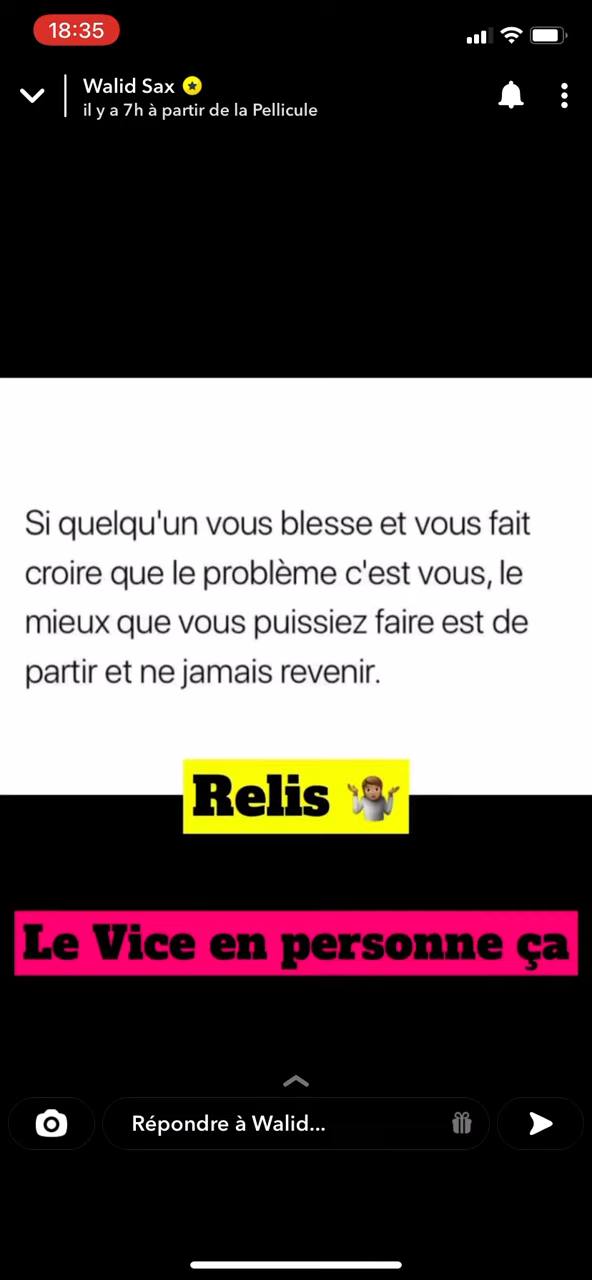 18:35
Walid Sax
il y a 7h à partir de la Pellicule
Si quelqu'un vous blesse et vous fait
croire que le problème c'est vous, le
mieux que vous puissiez faire est de
partir et ne jamais revenir.
Relis 🤷🏽
Le Vice en personne ça
Répondre à Walid...